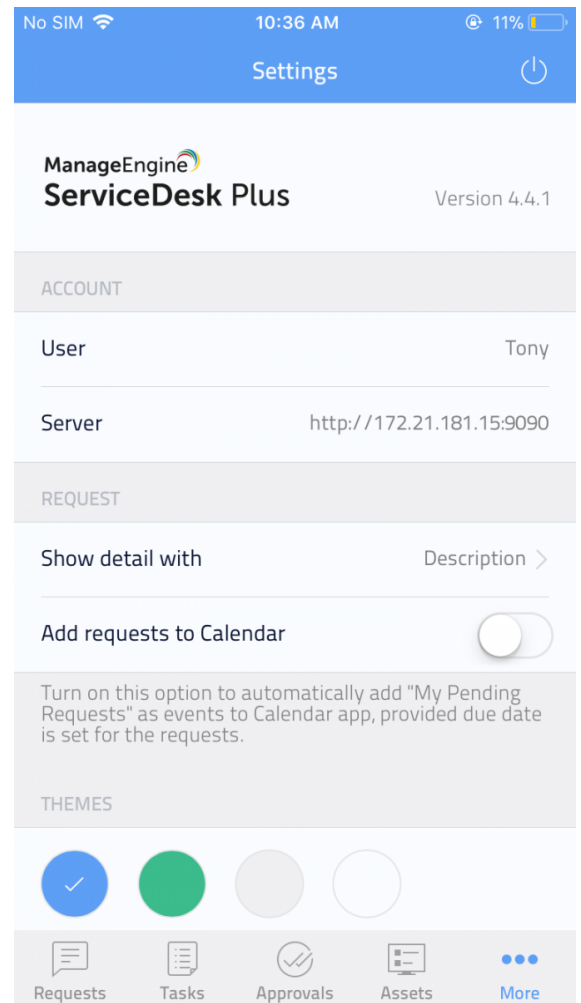 No SIM 10:36 AM 11%
Settings
ManageEngine
ServiceDesk Plus Version 4.4.1
ACCOUNT
User Tony
Server http://172.21.181.15:9090
REQUEST
Show detail with Description
Add requests to Calendar
Turn on this option to automatically add "My Pending
Requests" as events to Calendar app, provided due date
is set for the requests.
THEMES
Requests Tasks Approvals Assets More